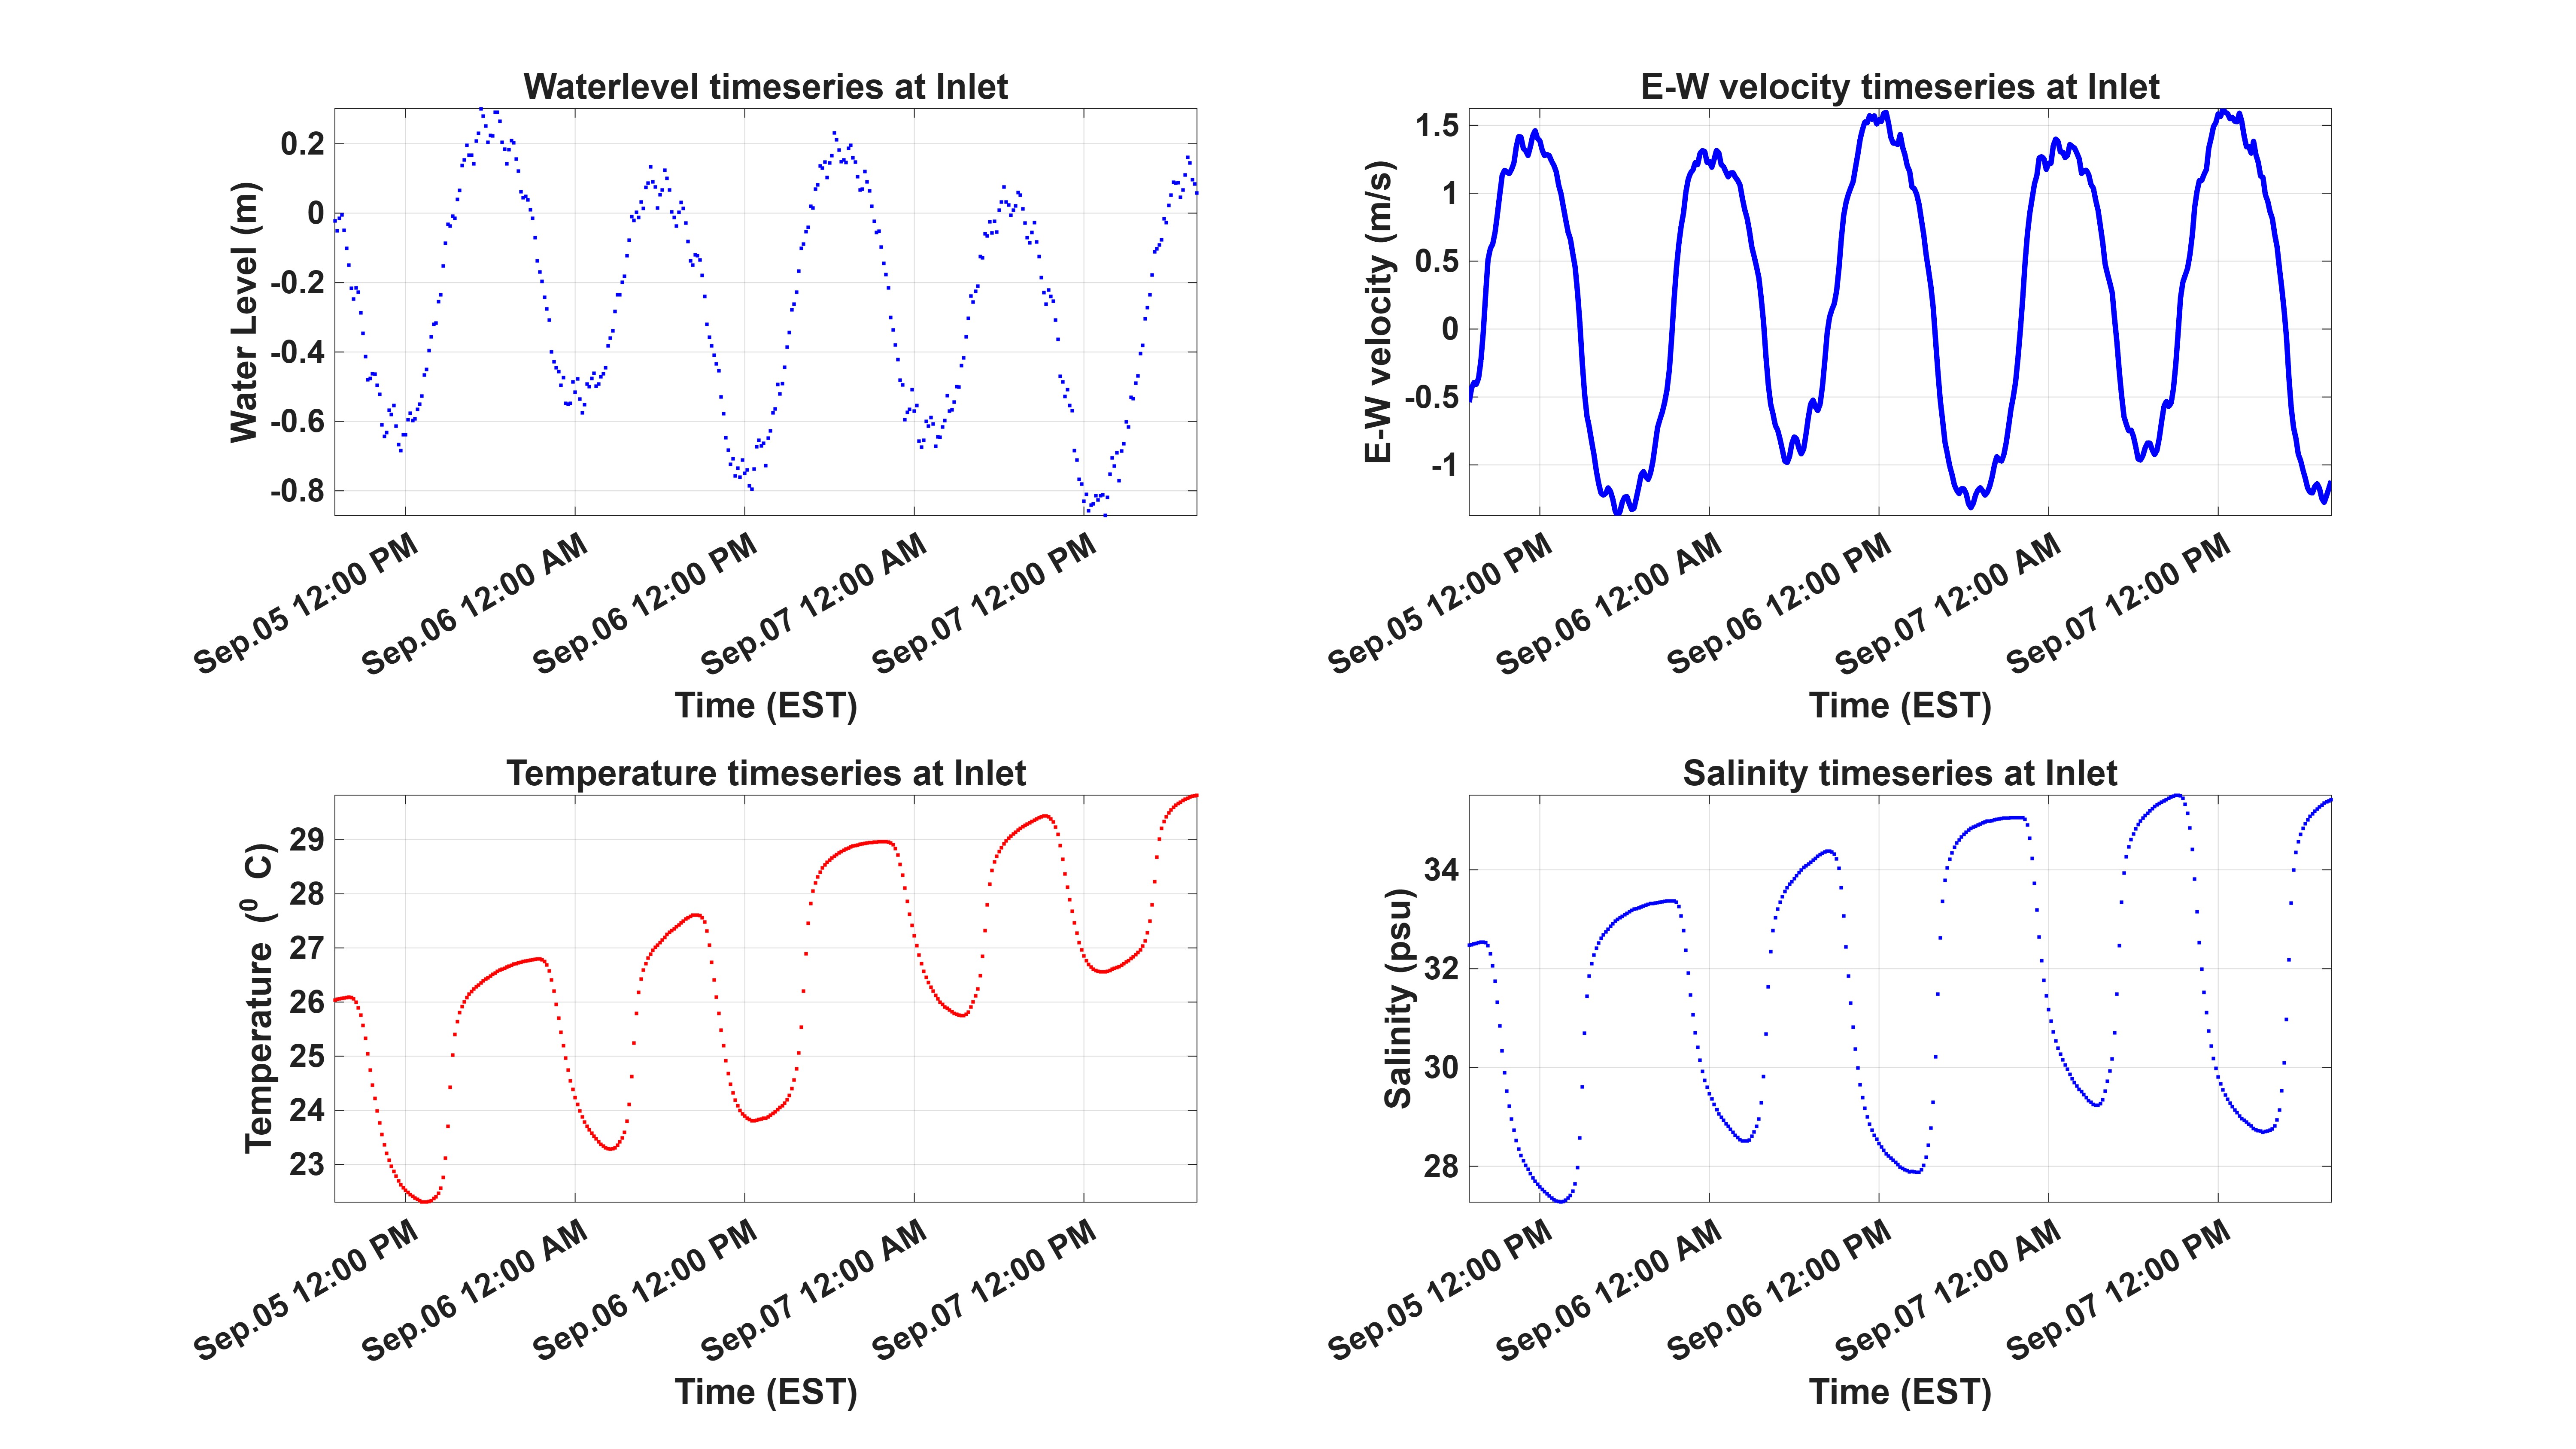 Waterlevel timeseries at Inlet
Water Level (m)
0.2
0
-0.2
-0.4
-0.6
-0.8
Sep.05 12:00 PM
Sep.06 12:00 AM
Sep.06 12:00 PM
Sep.07 12:00 AM
Sep.07 12:00 PM
Time (EST)
E-W velocity timeseries at Inlet
E-W velocity (m/s)
1.5
1
0.5
0
-0.5
-1
Sep.05 12:00 PM
Sep.06 12:00 AM
Sep.06 12:00 PM
Sep.07 12:00 AM
Sep.07 12:00 PM
Time (EST)
Temperature timeseries at Inlet
Temperature (⁰ C)
29
28
27
26
25
24
23
Sep.05 12:00 PM
Sep.06 12:00 AM
Sep.06 12:00 PM
Sep.07 12:00 AM
Sep.07 12:00 PM
Time (EST)
Salinity timeseries at Inlet
Salinity (psu)
34
32
30
28
Sep.05 12:00 PM
Sep.06 12:00 AM
Sep.06 12:00 PM
Sep.07 12:00 AM
Sep.07 12:00 PM
Time (EST)